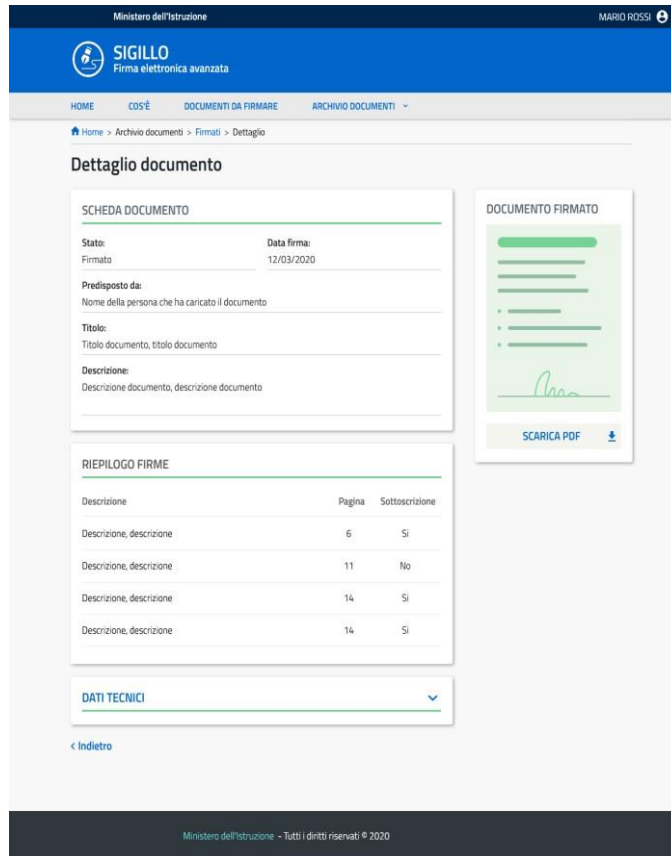 Ministero dell'Istruzione
MARIO ROSSI
SIGILLO
Firma elettronica avanzata
HOME COS'È DOCUMENTI DA FIRMARE ARCHIVIO DOCUMENTI
Home > Archivio documenti > Firmati > Dettaglio
Dettaglio documento
SCHEDA DOCUMENTO
Stato: Data firma:
Firmato 12/03/2020
Predisposto da:
Nome della persona che ha caricato il documento
Titolo:
Titolo documento, titolo documento
Descrizione:
Descrizione documento, descrizione documento
DOCUMENTO FIRMATO
SCARICA PDF
RIEPILOGO FIRME
Descrizione Pagina Sottoscrizione
Descrizione, descrizione 6 Si
Descrizione, descrizione 11 No
Descrizione, descrizione 14 Si
Descrizione, descrizione 14 Si
DATI TECNICI
< Indietro
Ministero dell'Istruzione - Tutti i diritti riservati © 2020